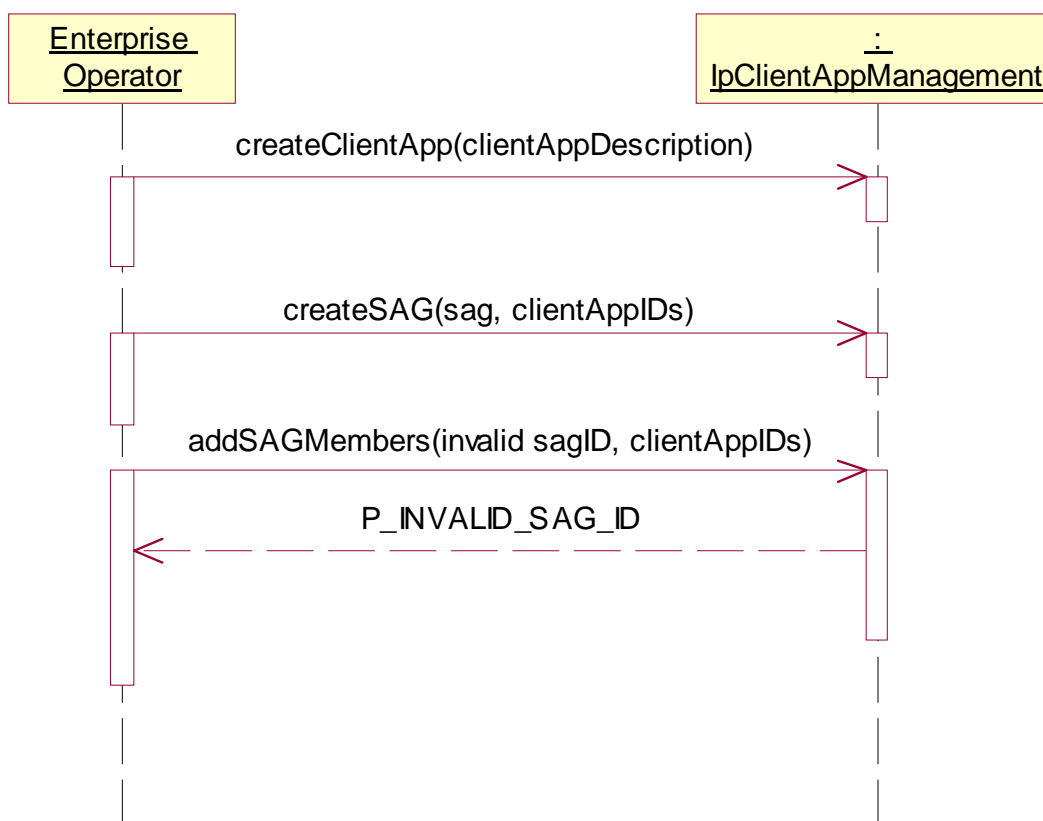 Enterprise
Operator
:
IpClientAppManagement
createClientApp(clientAppDescription)
createSAG(sag, clientAppIDs)
addSAGMembers(invalid sagID, clientAppIDs)
P_INVALID_SAG_ID